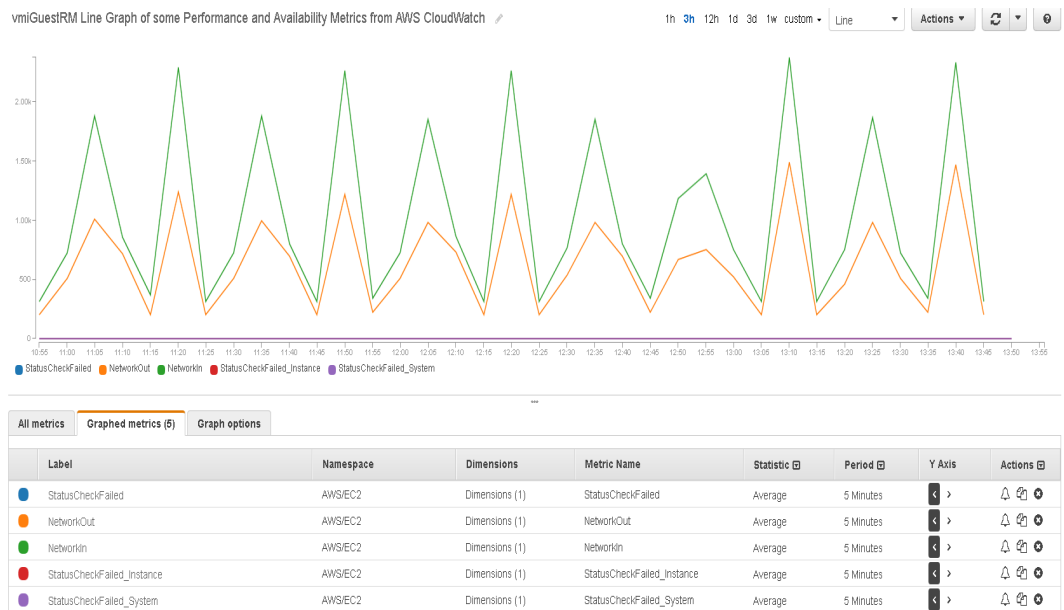 vmiGuestRM Line Graph of some Performance and Availability Metrics from AWS CloudWatch 1h 3h 12h 1d 3d 1w custom Line Actions
2.00k
1.50k
1.00k
500
0
10:55 11:00 11:05 11:10 11:15 11:20 11:25 11:30 11:35 11:40 11:45 11:50 11:55 12:00 12:05 12:10 12:15 12:20 12:25 12:30 12:35 12:40 12:45 12:50 12:55 13:00 13:05 13:10 13:15 13:20 13:25 13:30 13:35 13:40 13:45 13:50 13:55
StatusCheckFailed NetworkOut NetworkIn StatusCheckFailed_Instance StatusCheckFailed_System
All metrics Graphed metrics (5) Graph options
Label Namespace Dimensions Metric Name Statistic Period Y Axis Actions
StatusCheckFailed AWS/EC2 Dimensions (1) StatusCheckFailed Average 5 Minutes
NetworkOut AWS/EC2 Dimensions (1) NetworkOut Average 5 Minutes
NetworkIn AWS/EC2 Dimensions (1) NetworkIn Average 5 Minutes
StatusCheckFailed_Instance AWS/EC2 Dimensions (1) StatusCheckFailed_Instance Average 5 Minutes
StatusCheckFailed_System AWS/EC2 Dimensions (1) StatusCheckFailed_System Average 5 Minutes